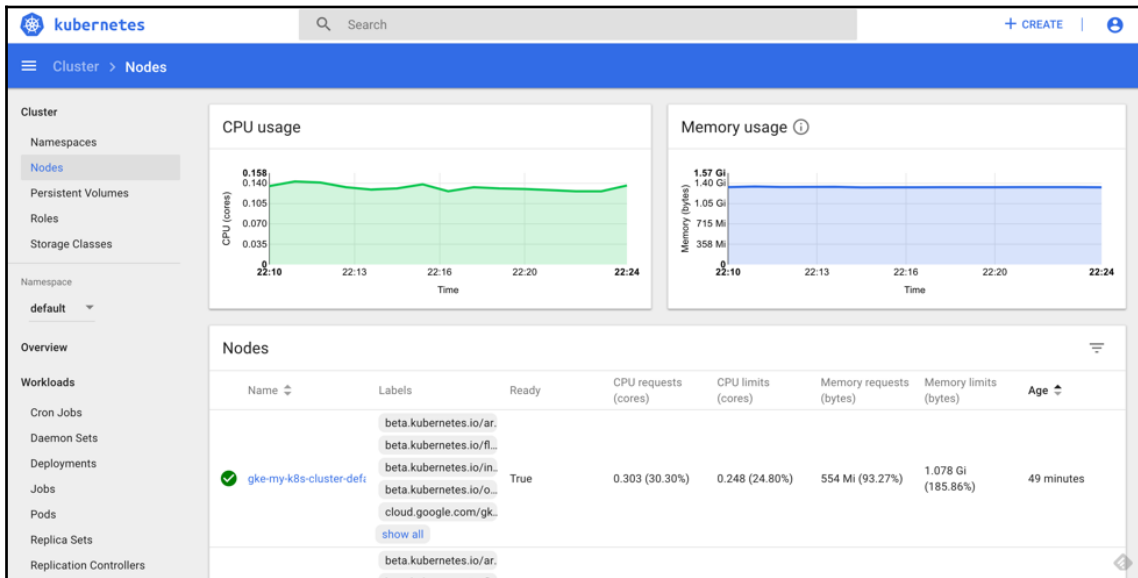 kubernetes
Search
+ CREATE
Cluster > Nodes
Cluster
Namespaces
Nodes
Persistent Volumes
Roles
Storage Classes
Namespace
default
Overview
Workloads
Cron Jobs
Daemon Sets
Deployments
Jobs
Pods
Replica Sets
Replication Controllers
CPU usage
CPU (cores)
0.158
0.140
0.105
0.070
0.035
0
22:10 22:13 22:16 22:20 22:24
Time
Memory usage
Memory (bytes)
1.57 Gi
1.40 Gi
1.05 Gi
715 Mi
358 Mi
0
22:10 22:13 22:16 22:20 22:24
Time
Nodes
Name Labels Ready CPU requests (cores) CPU limits (cores) Memory requests (bytes) Memory limits (bytes) Age
beta.kubernetes.io/ar.
beta.kubernetes.io/fl...
beta.kubernetes.io/in...
gke-my-k8s-cluster-defa True 0.303 (30.30%) 0.248 (24.80%) 554 Mi (93.27%) 1.078 Gi (185.86%) 49 minutes
beta.kubernetes.io/o...
cloud.google.com/gk..
show all
beta.kubernetes.io/ar.